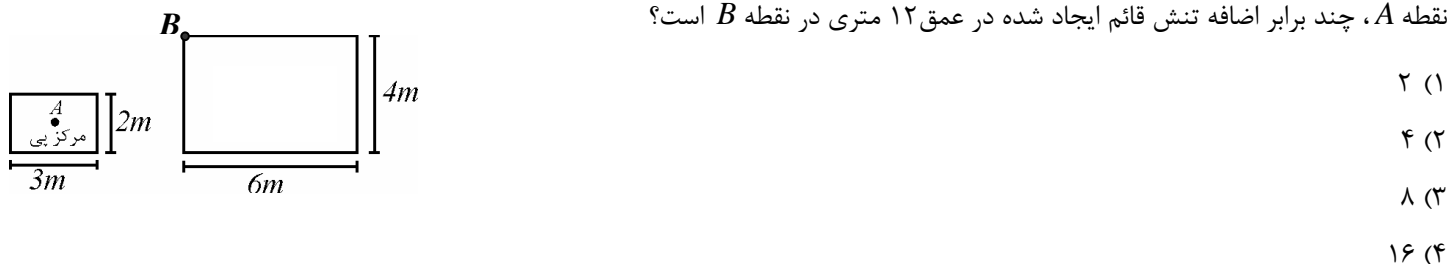 نقطه A، چند برابر اضافه تنش قائم ایجاد شده در عمق ۱۲ متری در نقطه B است؟
۱) ۲
۲) ۴
۳) ۸
۴) ۱۶
B
4m
6m
A
مرکز پی
2m
3m